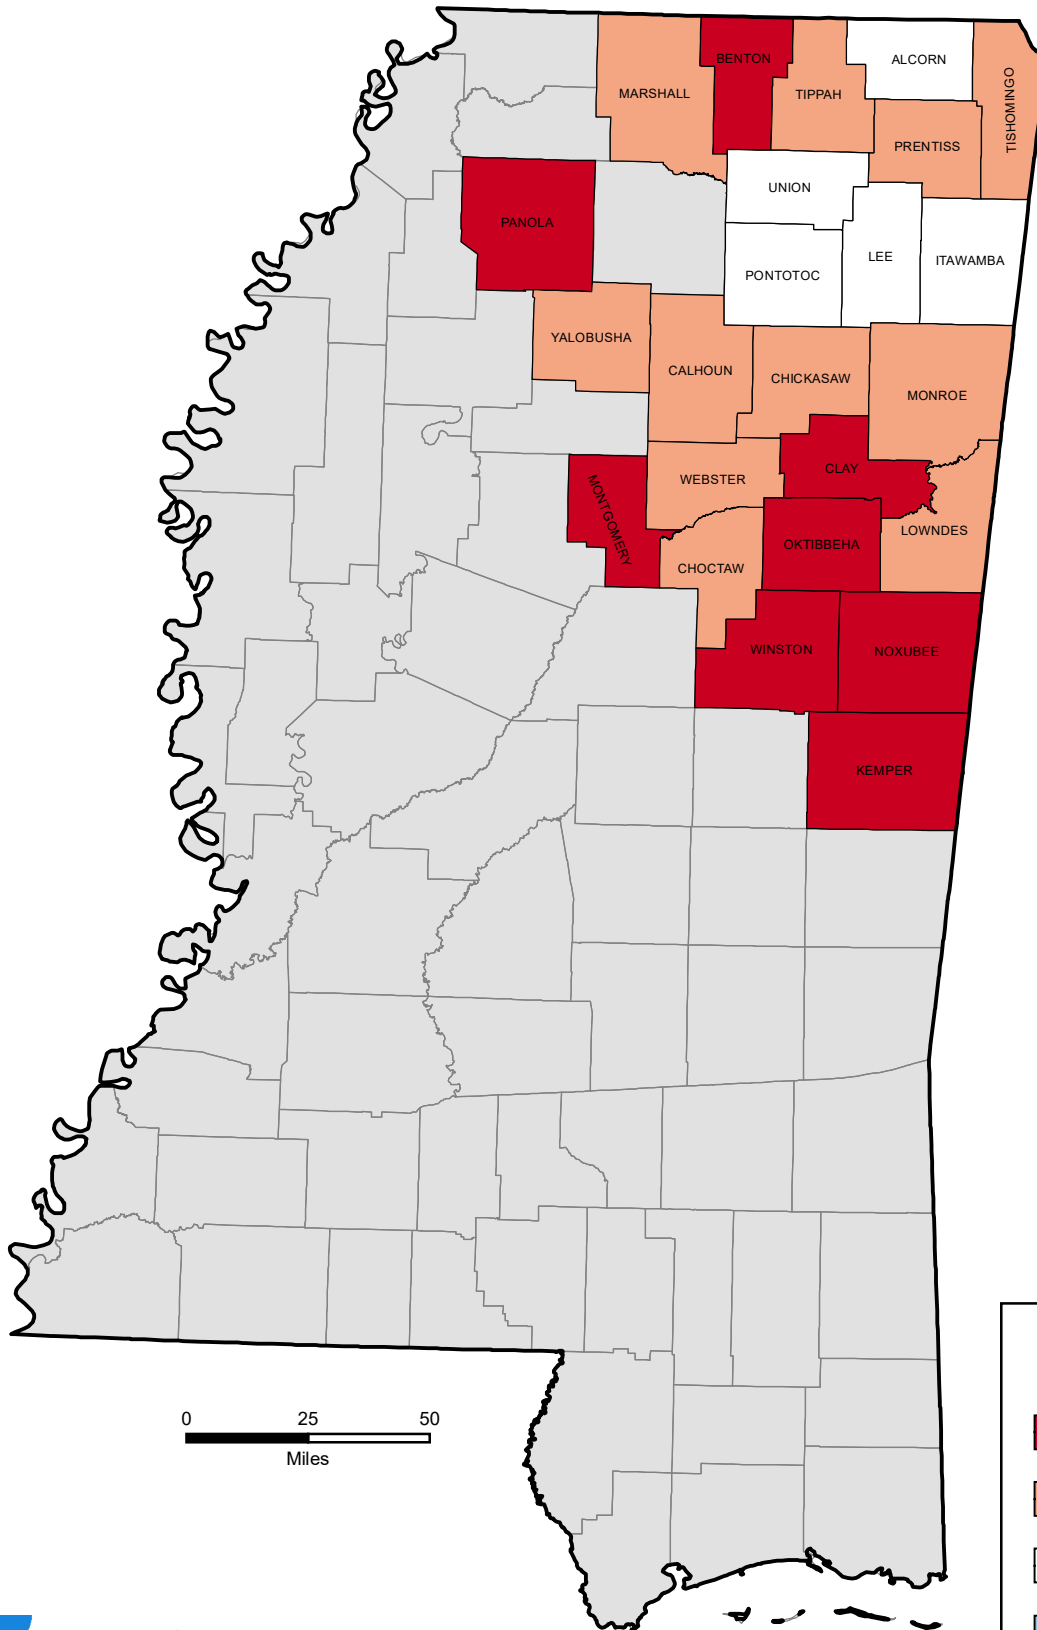 BENTON
ALCORN
MARSHALL
TIPPAH
TISHOMINGO
PRENTISS
UNION
PANOLA
LEE
ITAWAMBA
PONTOTOC
YALOBUSHA
CALHOUN
CHICKASAW
MONROE
CLAY
WEBSTER
MONTGOMERY
LOWNDES
OKTIBBEHA
CHOCTAW
WINSTON
NOXUBEE
KEMPER
0 25 50
Miles